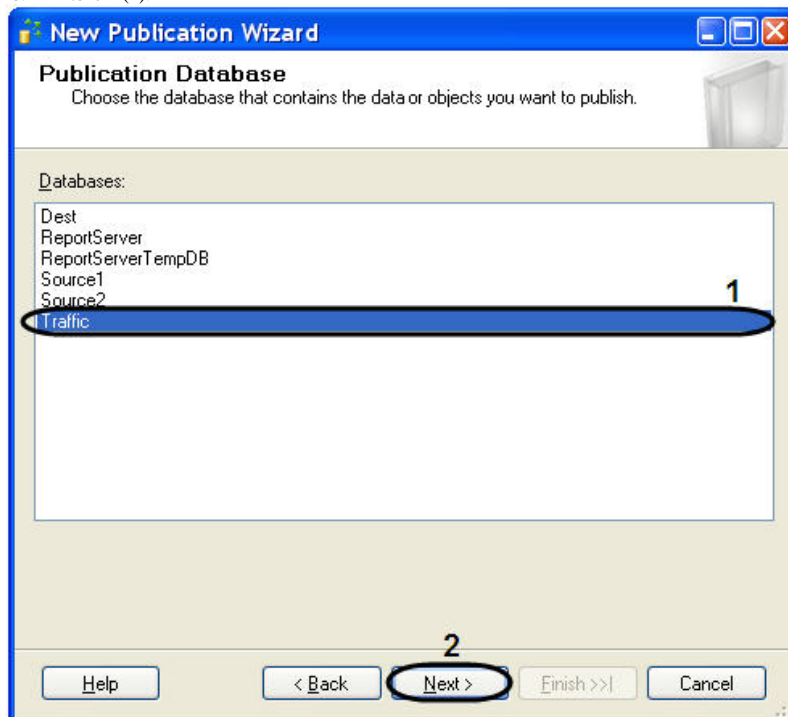 New Publication Wizard
Publication Database
Choose the database that contains the data or objects you want to publish.
Databases:
Dest
ReportServer
ReportServerTempDB
Source1
Source2
1
Traffic
2
Help
< Back
Next >
Finish >>|
Cancel